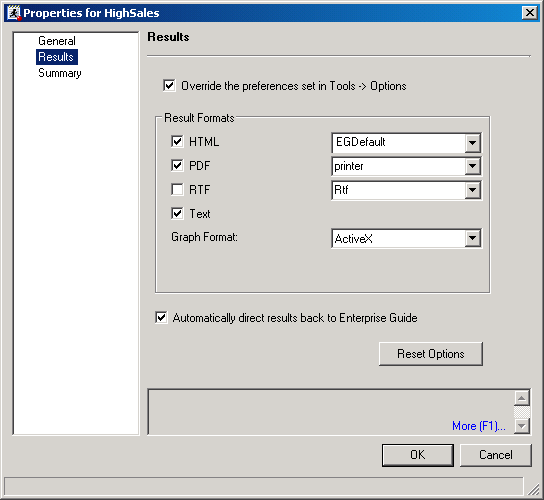 Properties for HighSales
General
Results
Summary
Results
Override the preferences set in Tools -> Options
Result Formats
HTML EGDefault
PDF printer
RTF Rtf
Text
Graph Format: ActiveX
Automatically direct results back to Enterprise Guide
Reset Options
More (F1)...
OK Cancel